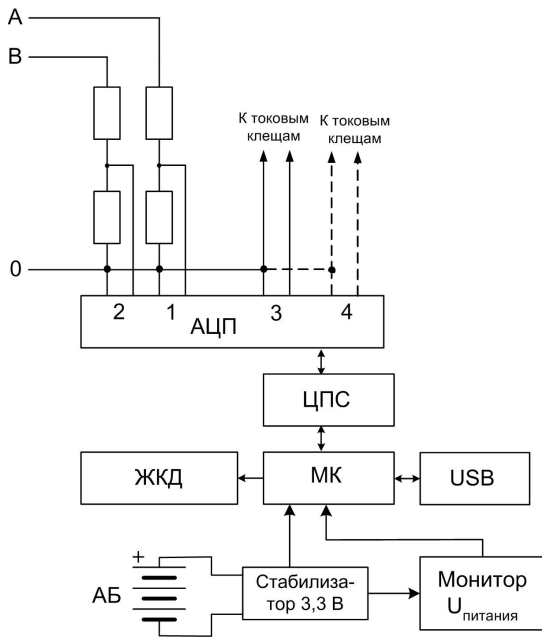 А
В
К токовым
клещам
К токовым
клещам
0
2 1 3 4
АЦП
ЦПС
ЖКД
МК
USB
+
АБ
Стабилиза-
тор 3,3 В
Монитор
Uпитания